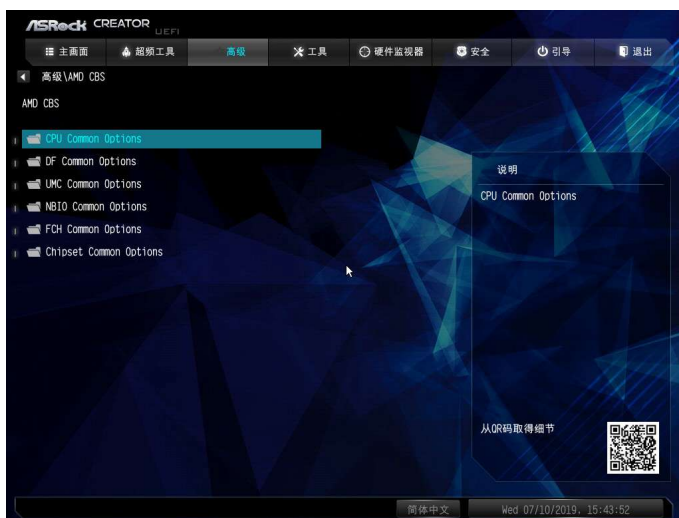 ASRock CREATOR
UEFI
主画面 超频工具 高级 工具 硬件监视器 安全 引导 退出
高级\AMD CBS
AMD CBS
CPU Common Options
DF Common Options
UMC Common Options
NBIO Common Options
FCH Common Options
Chipset Common Options
说明
CPU Common Options
从QR码取得细节
简体中文 Wed 07/10/2019. 15:43:52